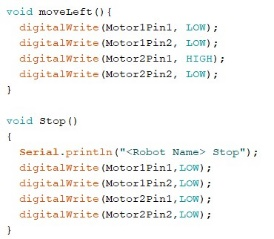 void moveLeft(){
digitalWrite(Motor1Pin1, LOW);
digitalWrite(Motor1Pin2, LOW);
digitalWrite(Motor2Pin1, HIGH);
digitalWrite(Motor2Pin2, LOW);
}
void Stop()
{
Serial.println("<Robot Name> Stop");
digitalWrite(Motor1Pin1,LOW);
digitalWrite(Motor1Pin2,LOW);
digitalWrite(Motor2Pin1,LOW);
digitalWrite(Motor2Pin2,LOW);
}